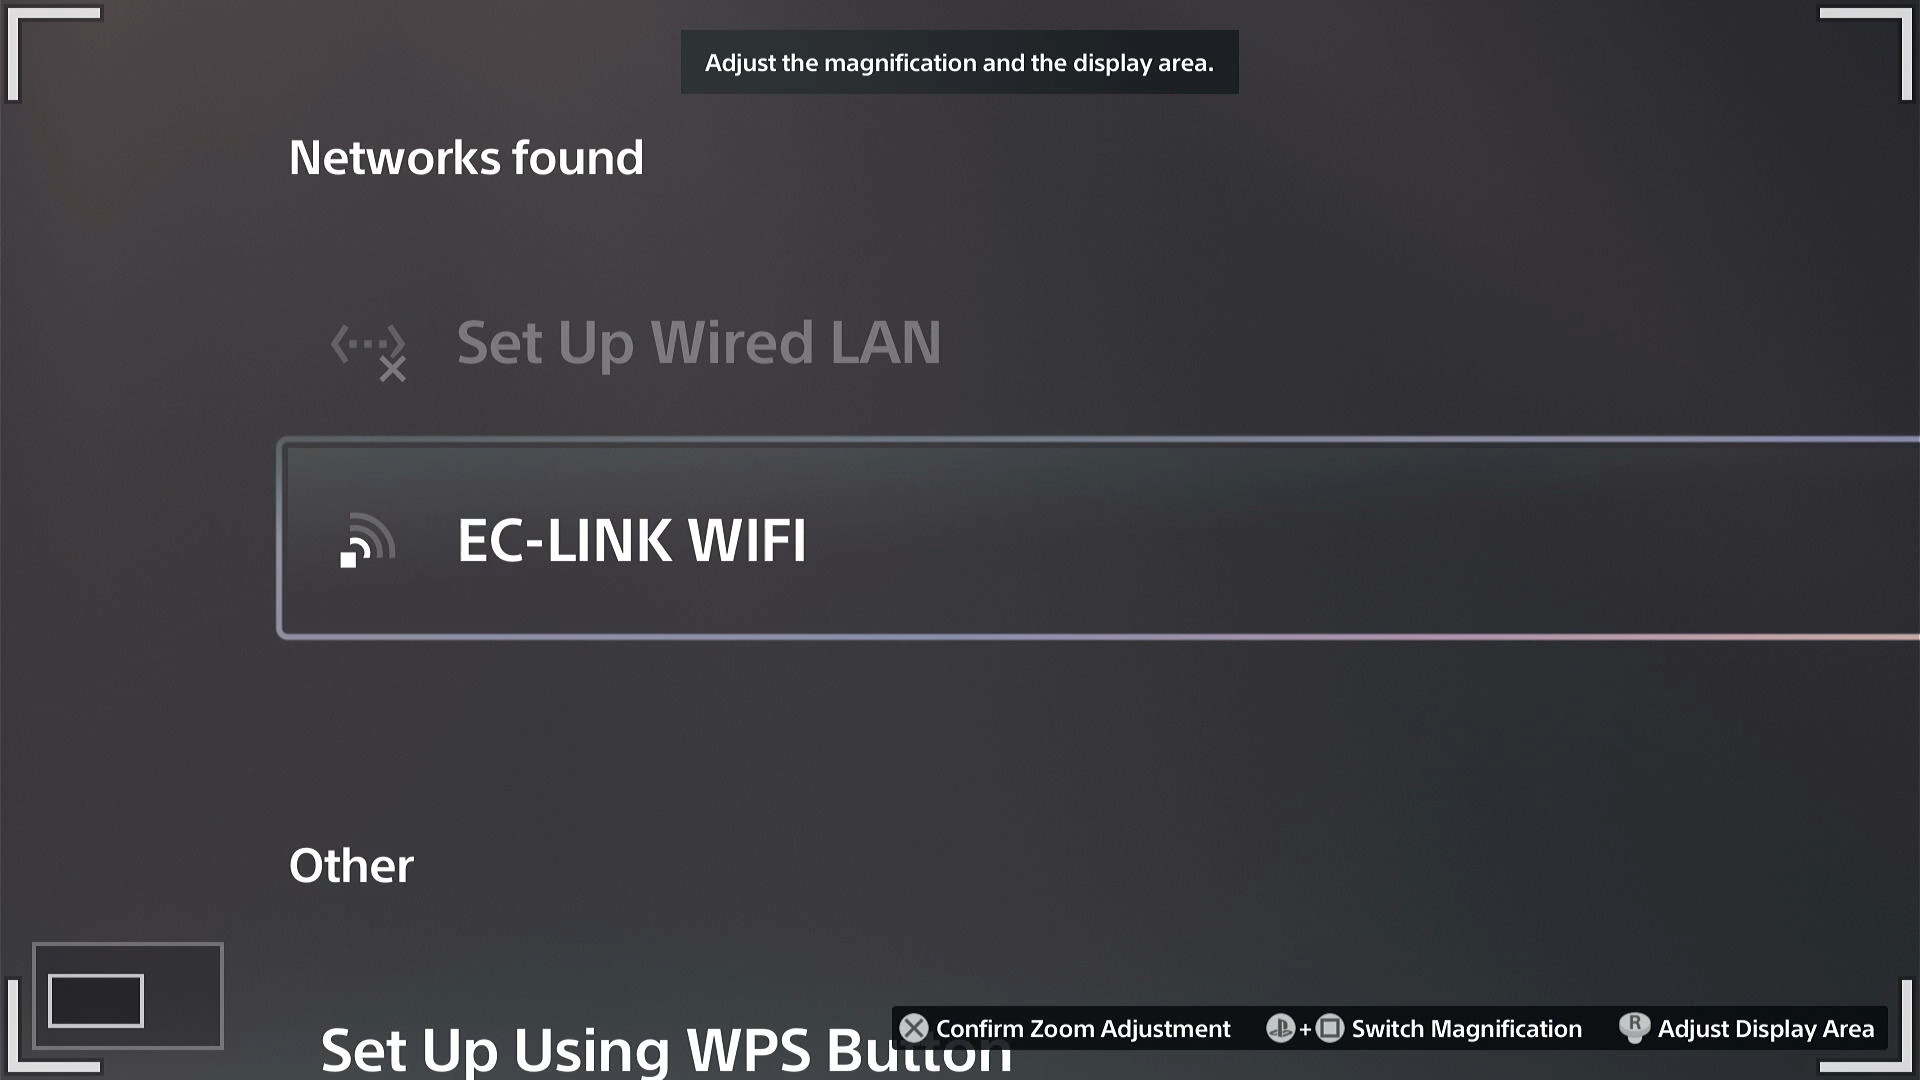 Adjust the magnification and the display area.
Networks found
Set Up Wired LAN
EC-LINK WIFI
Other
Set Up Using WPS Button
Confirm Zoom Adjustment + Switch Magnification R Adjust Display Area